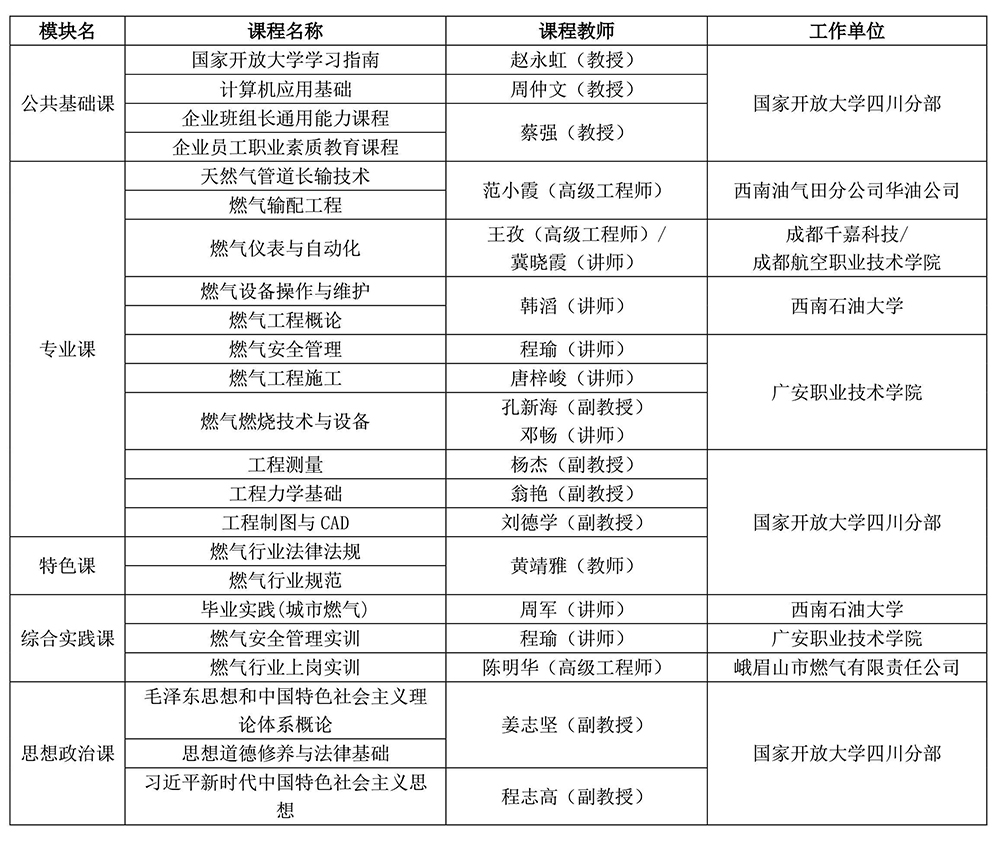 模块名 课程名称 课程教师 工作单位
公共基础课 国家开放大学学习指南 赵永虹（教授） 国家开放大学四川分部
计算机应用基础 周仲文（教授）
企业班组长通用能力课程 蔡强（教授）
企业员工职业素质教育课程
专业课 天然气管道长输技术 范小霞（高级工程师） 西南油气田分公司华油公司
燃气输配工程
燃气仪表与自动化 王孜（高级工程师）/ 成都千嘉科技/
冀晓霞（讲师） 成都航空职业技术学院
燃气设备操作与维护 韩滔（讲师） 西南石油大学
燃气工程概论
燃气安全管理 程瑜（讲师） 广安职业技术学院
燃气工程施工 唐梓峻（讲师）
燃气燃烧技术与设备 孔新海（副教授）
邓畅（讲师）
工程测量 杨杰（副教授） 国家开放大学四川分部
工程力学基础 翁艳（副教授）
工程制图与CAD 刘德学（副教授）
特色课 燃气行业法律法规 黄靖雅（教师）
燃气行业规范
综合实践课 毕业实践(城市燃气) 周军（讲师） 西南石油大学
燃气安全管理实训 程瑜（讲师） 广安职业技术学院
燃气行业上岗实训 陈明华（高级工程师） 峨眉山市燃气有限责任公司
思想政治课 毛泽东思想和中国特色社会主义理 姜志坚（副教授） 国家开放大学四川分部
论体系概论
思想道德修养与法律基础
习近平新时代中国特色社会主义思 程志高（副教授）
想